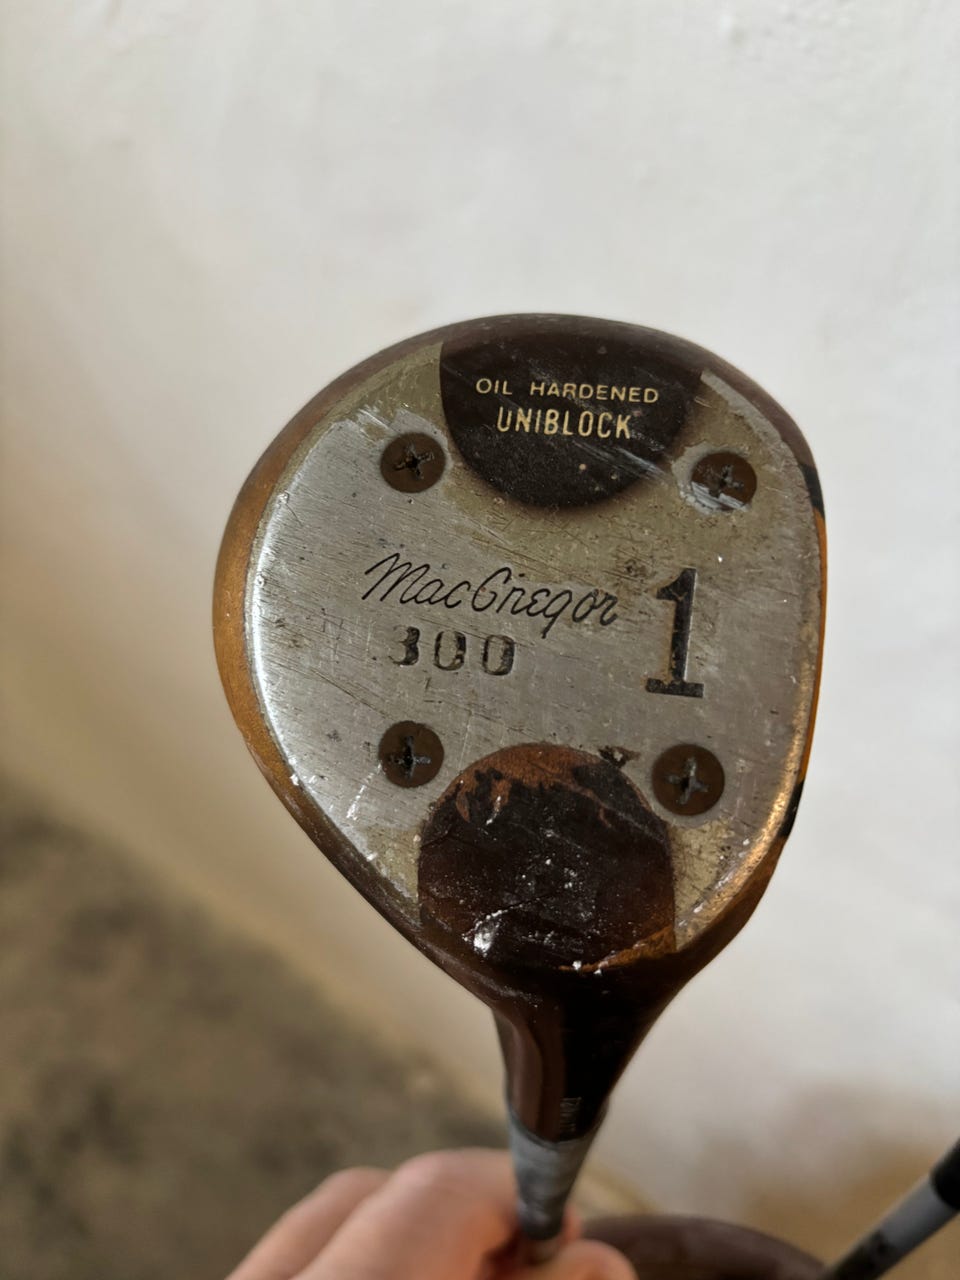 OIL HARDENED
UNIBLOCK
MacGregor
300
1